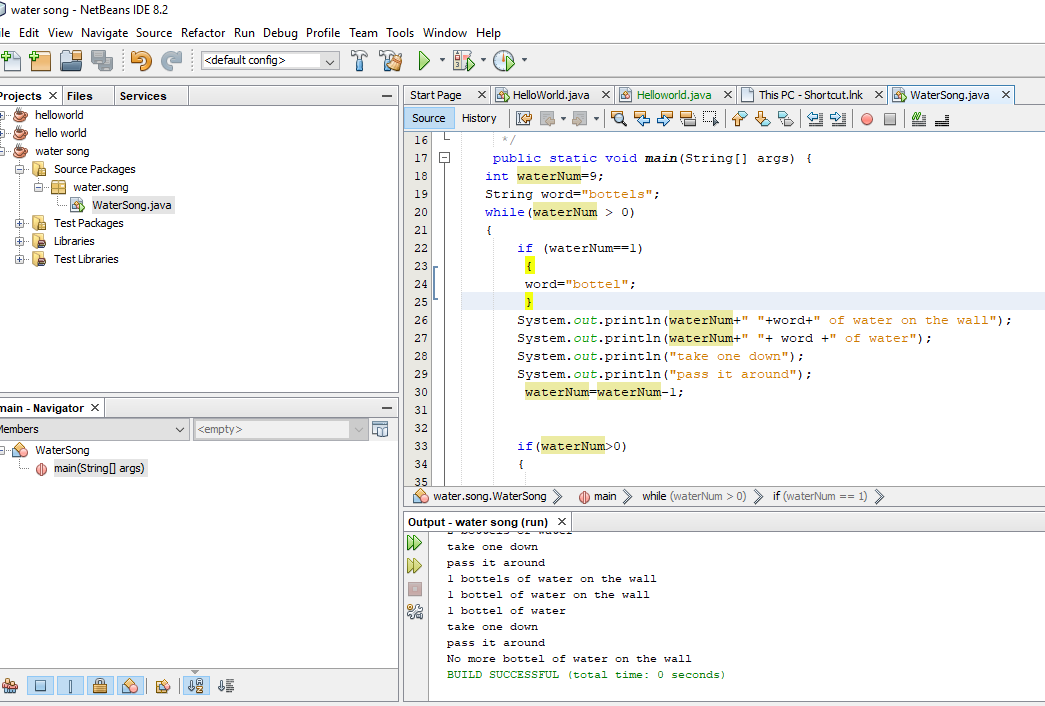 water song - NetBeans IDE 8.2
Edit View Navigate Source Refactor Run Debug Profile Team Tools Window Help
<default config>
Projects Files Services
helloworld
hello world
water song
Source Packages
water.song
WaterSong.java
Test Packages
Libraries
Test Libraries
main - Navigator
Members <empty>
WaterSong
main(String[] args)
Start Page HelloWorld.java Helloworld.java This PC - Shortcut.lnk WaterSong.java
Source History
16 */
17 public static void main(String[] args) {
18 int waterNum=9;
19 String word="bottels";
20 while(waterNum > 0)
21 {
22 if (waterNum==1)
23 {
24 word="bottel";
25 }
26 System.out.println(waterNum+" "+word+" of water on the wall");
27 System.out.println(waterNum+" "+ word +" of water");
28 System.out.println("take one down");
29 System.out.println("pass it around");
30 waterNum=waterNum-1;
31
32
33 if(waterNum>0)
34 {
35
water.song.WaterSong main while (waterNum > 0) if (waterNum == 1)
Output - water song (run)
2 bottels of water
take one down
pass it around
1 bottels of water on the wall
1 bottel of water on the wall
1 bottel of water
take one down
pass it around
No more bottel of water on the wall
BUILD SUCCESSFUL (total time: 0 seconds)